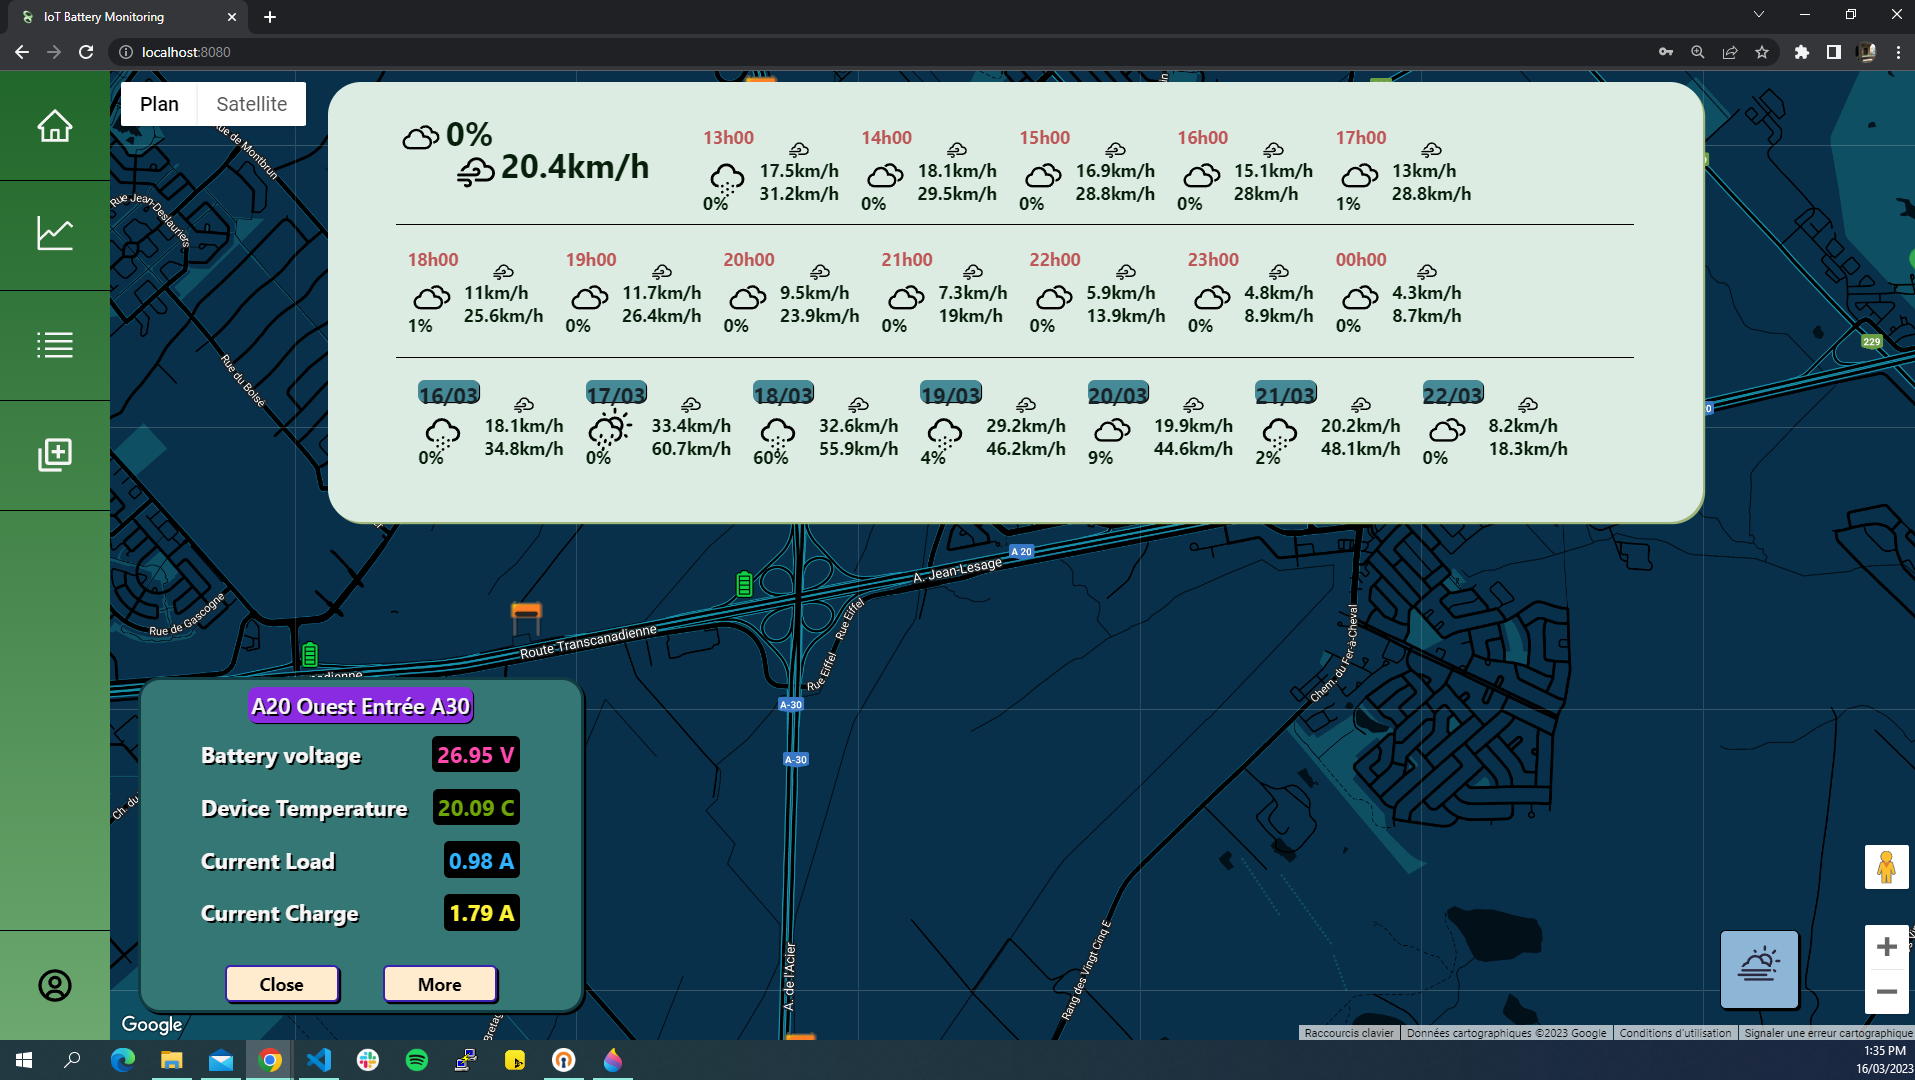 IoT Battery Monitoring
localhost:8080
Plan
Satellite
0%
20.4km/h
13h00
17.5km/h
31.2km/h
0%
14h00
18.1km/h
29.5km/h
0%
15h00
16.9km/h
28.8km/h
0%
16h00
15.1km/h
28km/h
0%
17h00
13km/h
28.8km/h
1%
18h00
11km/h
25.6km/h
1%
19h00
11.7km/h
26.4km/h
0%
20h00
9.5km/h
23.9km/h
0%
21h00
7.3km/h
19km/h
0%
22h00
5.9km/h
13.9km/h
0%
23h00
4.8km/h
8.9km/h
0%
00h00
4.3km/h
8.7km/h
0%
16/03
18.1km/h
34.8km/h
0%
17/03
33.4km/h
60.7km/h
0%
18/03
32.6km/h
55.9km/h
60%
19/03
29.2km/h
46.2km/h
4%
20/03
19.9km/h
44.6km/h
9%
21/03
20.2km/h
48.1km/h
2%
22/03
8.2km/h
18.3km/h
0%
Rue de Montbrun
Rue Jean-Deslauriers
Rue du Boisé
Rue de Gascogne
229
A 20
A. Jean-Lesage
Route Transcanadienne
Rue Eiffel
Rue Eiffel
A-30
A-30
Chem. du Fer-à-Cheval
A. de l'Acier
Rang des Vingt Cinq E
A20 Ouest Entrée A30
Battery voltage
26.95 V
Device Temperature
20.09 C
Current Load
0.98 A
Current Charge
1.79 A
Close
More
Google
Raccourcis clavier
Données cartographiques ©2023 Google
Conditions d'utilisation
Signaler une erreur cartographique
1:35 PM
16/03/2023